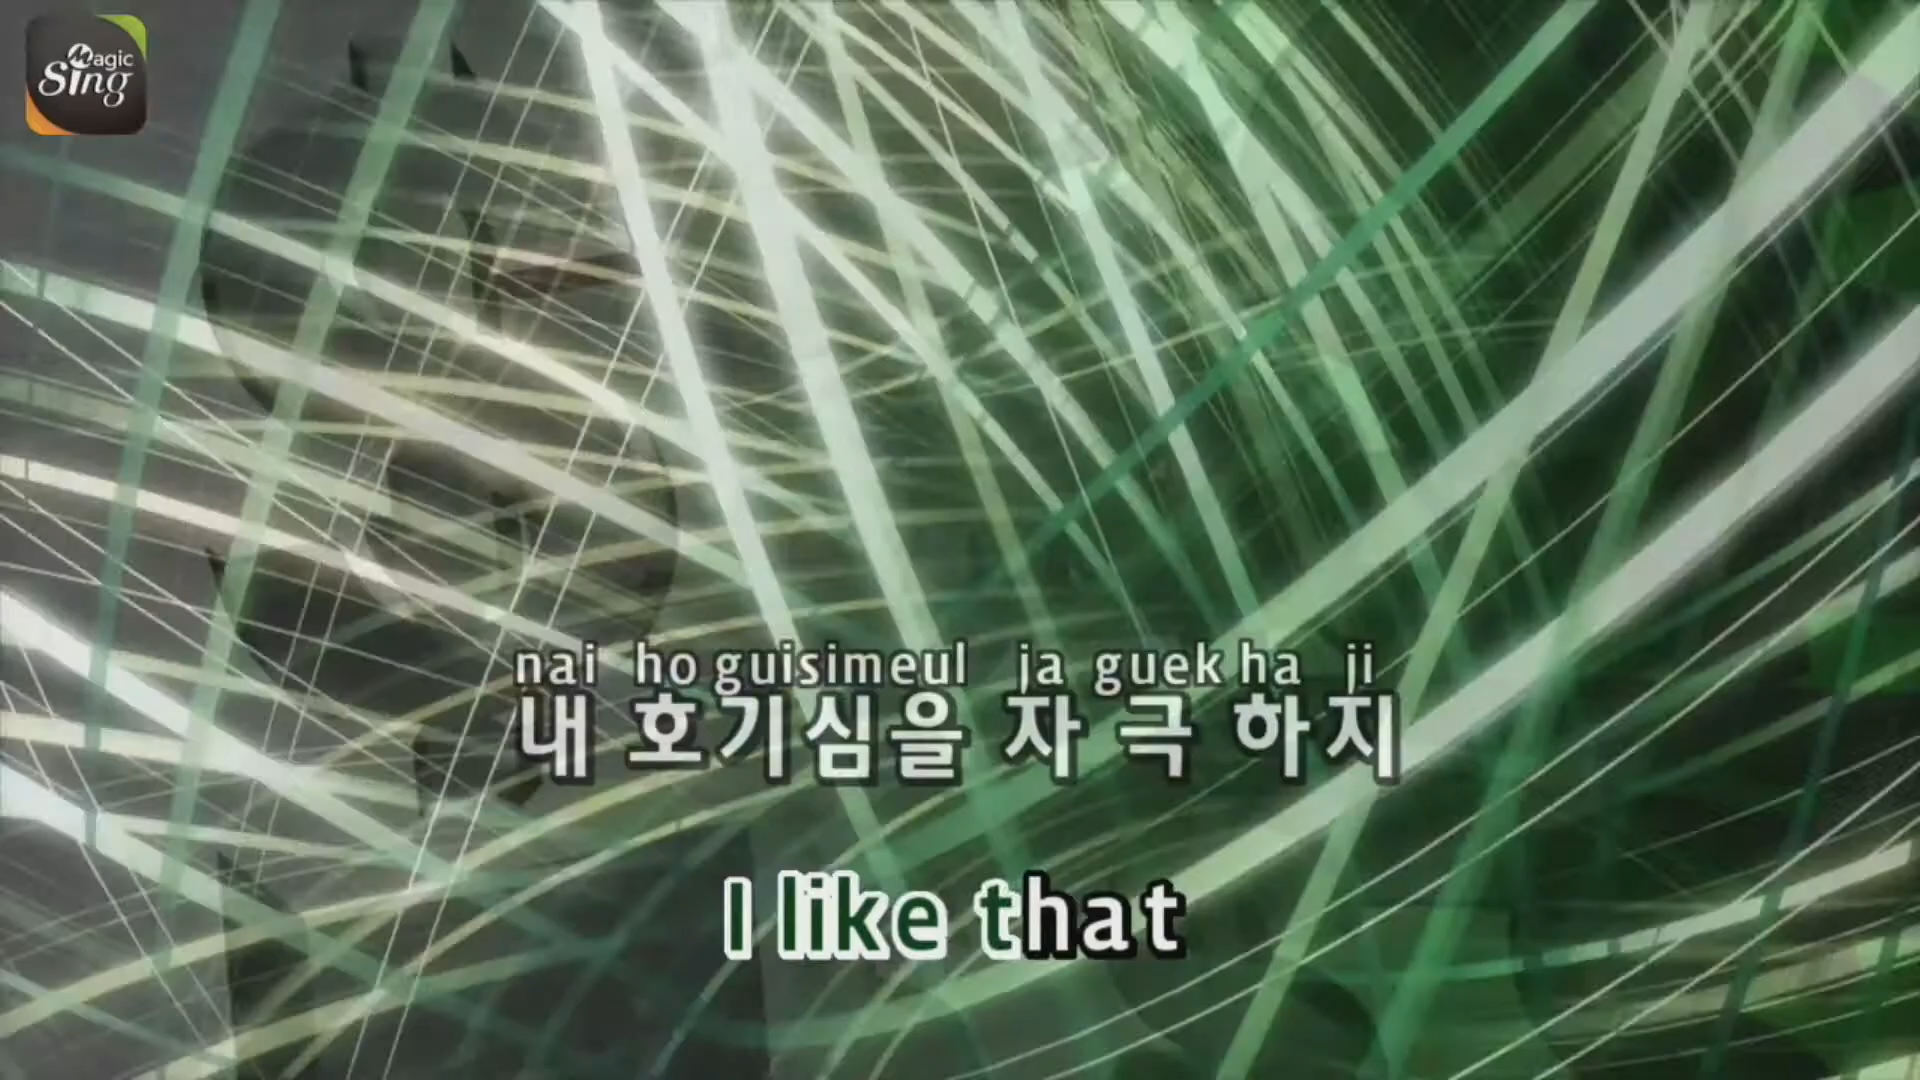 Magic
Sing
nai ho guisimeul ja guek ha ji
내 호기심을 자 극 하지
I like that